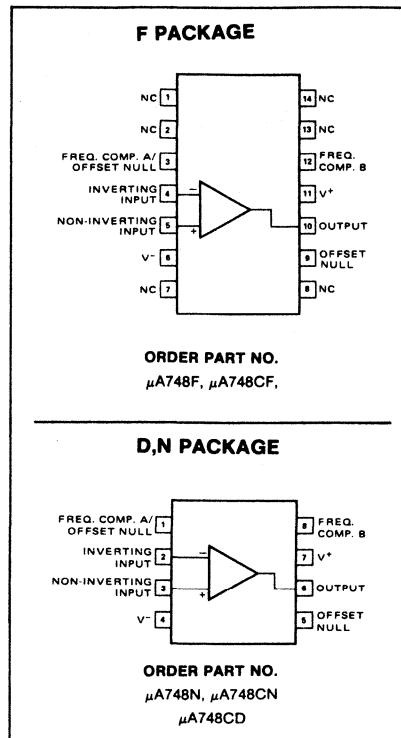 F PACKAGE
NC 1
14 NC
NC 2
13 NC
FREQ. COMP. A/
OFFSET NULL 3
12 FREQ.
COMP. B
INVERTING
INPUT 4
−
11 V+
NON-INVERTING
INPUT 5
+
10 OUTPUT
V− 6
9 OFFSET
NULL
NC 7
8 NC
ORDER PART NO.
μA748F, μA748CF,
D,N PACKAGE
FREQ. COMP. A/
OFFSET NULL 1
8 FREQ.
COMP. B
INVERTING
INPUT 2
−
7 V+
NON-INVERTING
INPUT 3
+
6 OUTPUT
V− 4
5 OFFSET
NULL
ORDER PART NO.
μA748N, μA748CN
μA748CD